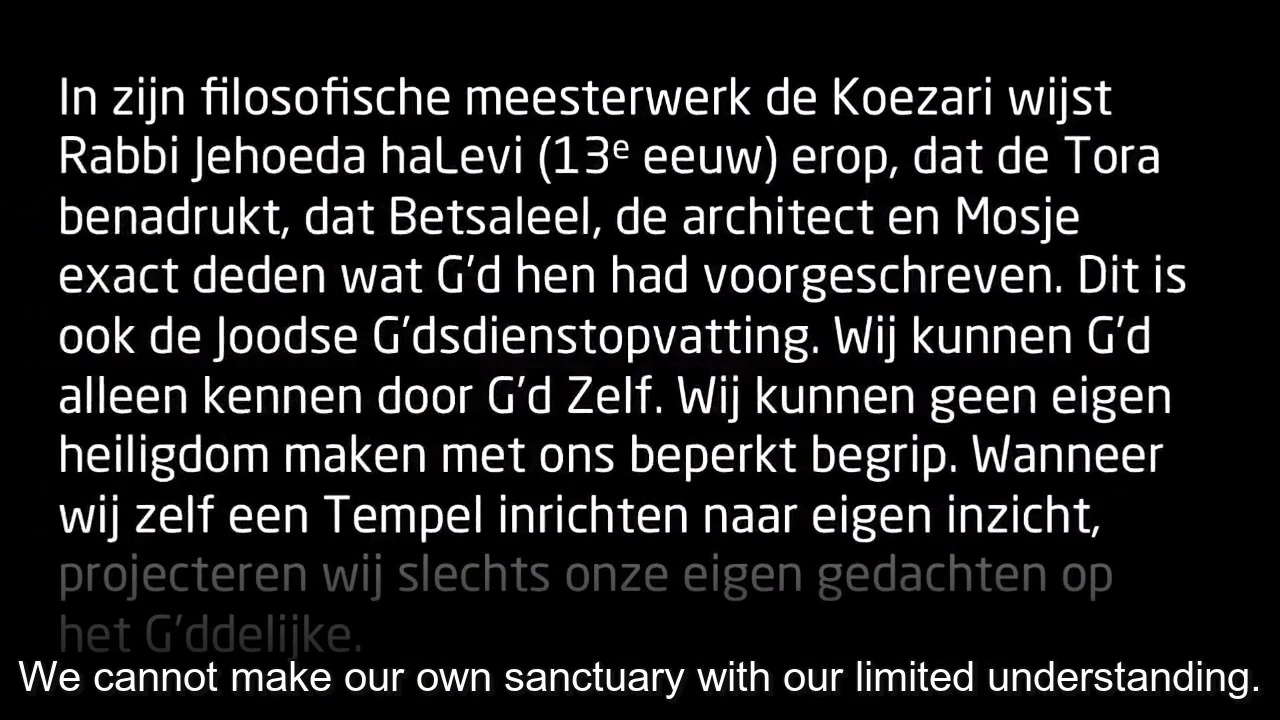 In zijn filosofische meesterwerk de Koezari wijst
Rabbi Jehoeda haLevi (13ᵉ eeuw) erop, dat de Tora
benadrukt, dat Betsaleel, de architect en Mosje
exact deden wat G'd hen had voorgeschreven. Dit is
ook de Joodse G'dsdienstopvatting. Wij kunnen G'd
alleen kennen door G'd Zelf. Wij kunnen geen eigen
heiligdom maken met ons beperkt begrip. Wanneer
wij zelf een Tempel inrichten naar eigen inzicht,
projecteren wij slechts onze eigen gedachten op
het G'ddelijke.
We cannot make our own sanctuary with our limited understanding.